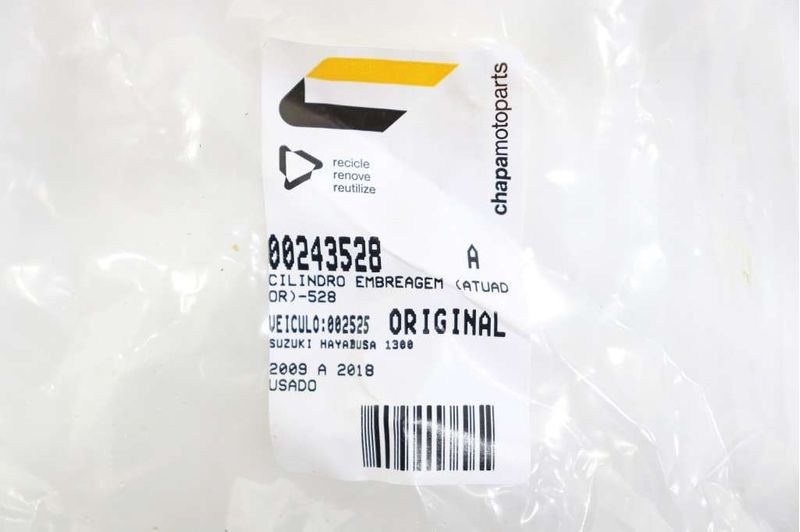 recicle
renove
reutilize
chapamotoparts
00243528 A
CILINDRO EMBREAGEM (ATUAD
OR)-528
VEICULO:002525 ORIGINAL
SUZUKI HAYABUSA 1300
2009 A 2018
USADO